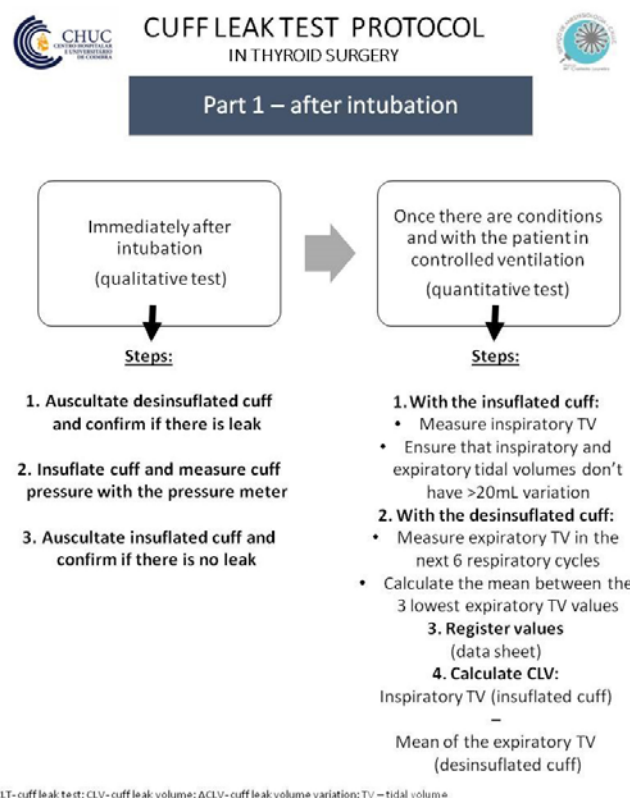 CHUC
CENTRO HOSPITALAR
E UNIVERSITÁRIO
DE COIMBRA
CUFF LEAK TEST PROTOCOL
IN THYROID SURGERY
Part 1 – after intubation
Immediately after
intubation
(qualitative test)
Steps:
1. Auscultate desinsuflated cuff
and confirm if there is leak
2. Insuflate cuff and measure cuff
pressure with the pressure meter
3. Auscultate insuflated cuff and
confirm if there is no leak
Once there are conditions
and with the patient in
controlled ventilation
(quantitative test)
Steps:
1. With the insuflated cuff:
• Measure inspiratory TV
• Ensure that inspiratory and
expiratory tidal volumes don't
have >20mL variation
2. With the desinsuflated cuff:
• Measure expiratory TV in the
next 6 respiratory cycles
• Calculate the mean between the
3 lowest expiratory TV values
3. Register values
(data sheet)
4. Calculate CLV:
Inspiratory TV (insuflated cuff)
–
Mean of the expiratory TV
(desinsuflated cuff)
LT- cuff leak test; CLV- cuff leak volume; ΔCLV- cuff leak volume variation; TV – tidal volume